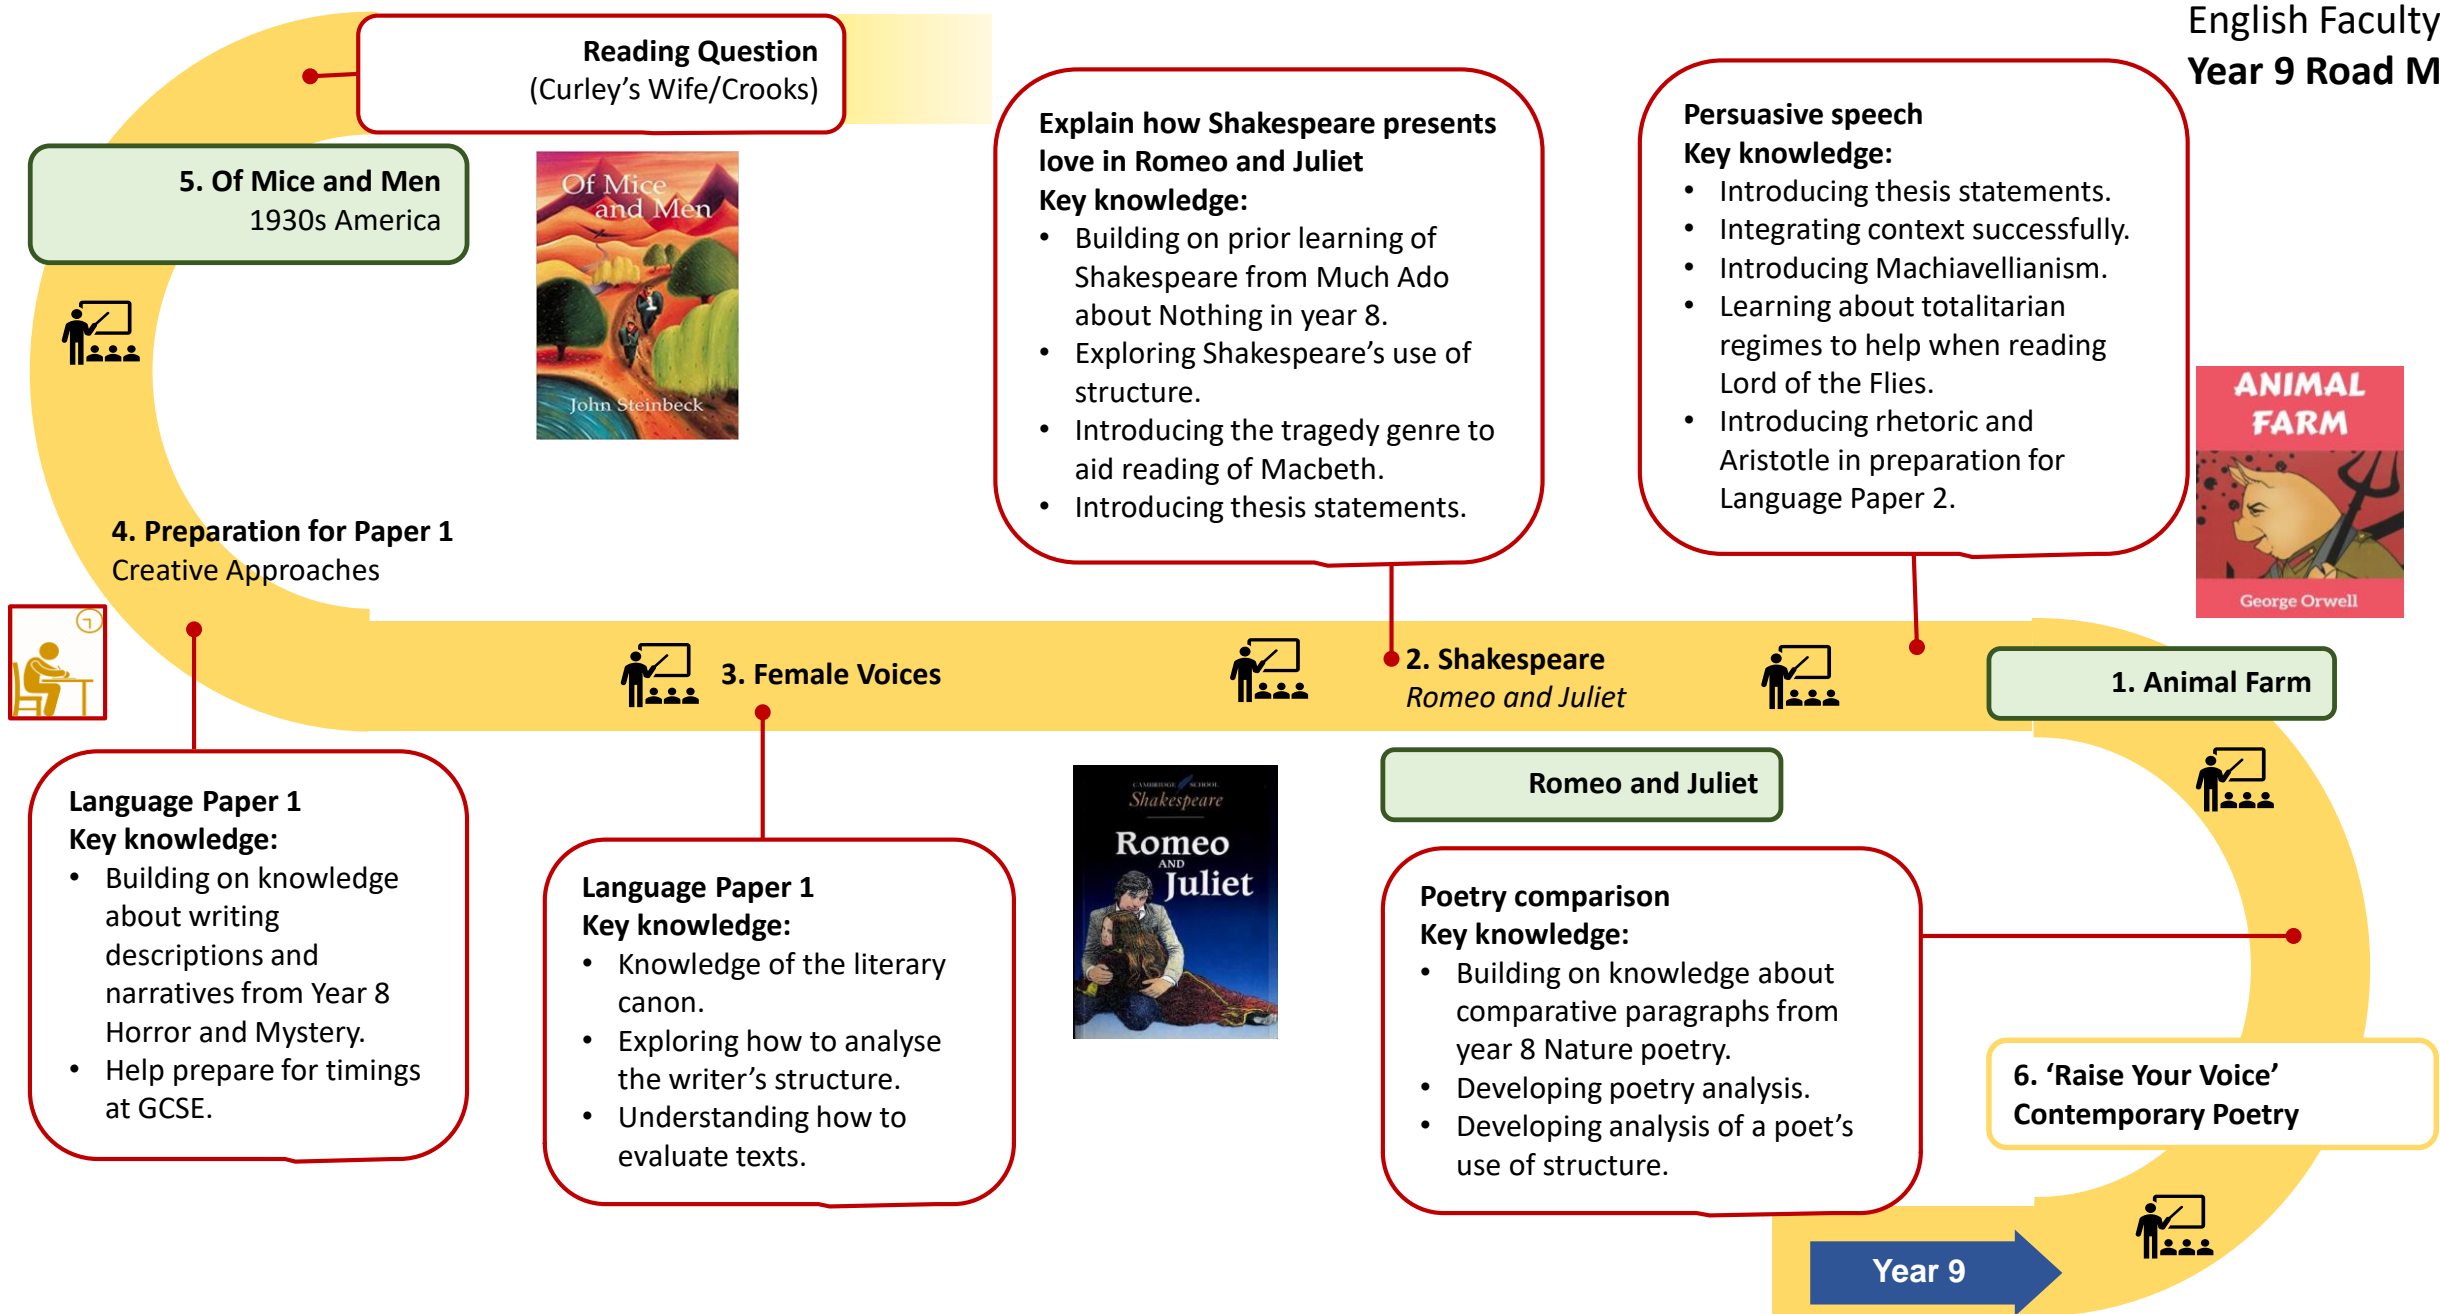 English Faculty
Year 9 Road M
Reading Question
(Curley's Wife/Crooks)
5. Of Mice and Men
1930s America
Of Mice
and Men
John Steinbeck
Explain how Shakespeare presents
love in Romeo and Juliet
Key knowledge:
• Building on prior learning of
Shakespeare from Much Ado
about Nothing in year 8.
• Exploring Shakespeare's use of
structure.
• Introducing the tragedy genre to
aid reading of Macbeth.
• Introducing thesis statements.
Persuasive speech
Key knowledge:
• Introducing thesis statements.
• Integrating context successfully.
• Introducing Machiavellianism.
• Learning about totalitarian
regimes to help when reading
Lord of the Flies.
• Introducing rhetoric and
Aristotle in preparation for
Language Paper 2.
ANIMAL
FARM
George Orwell
4. Preparation for Paper 1
Creative Approaches
3. Female Voices
2. Shakespeare
Romeo and Juliet
1. Animal Farm
Romeo and Juliet
CAMBRIDGE SCHOOL
Shakespeare
Romeo
AND
Juliet
Language Paper 1
Key knowledge:
• Building on knowledge
about writing
descriptions and
narratives from Year 8
Horror and Mystery.
• Help prepare for timings
at GCSE.
Language Paper 1
Key knowledge:
• Knowledge of the literary
canon.
• Exploring how to analyse
the writer's structure.
• Understanding how to
evaluate texts.
Poetry comparison
Key knowledge:
• Building on knowledge about
comparative paragraphs from
year 8 Nature poetry.
• Developing poetry analysis.
• Developing analysis of a poet's
use of structure.
6. 'Raise Your Voice'
Contemporary Poetry
Year 9